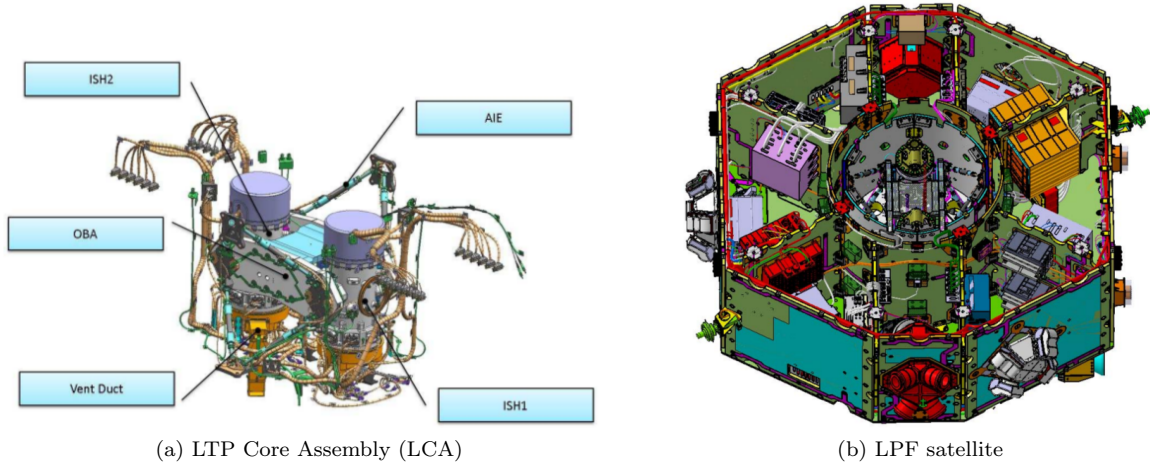 ISH2
AIE
OBA
Vent Duct
ISH1
(a) LTP Core Assembly (LCA)
(b) LPF satellite